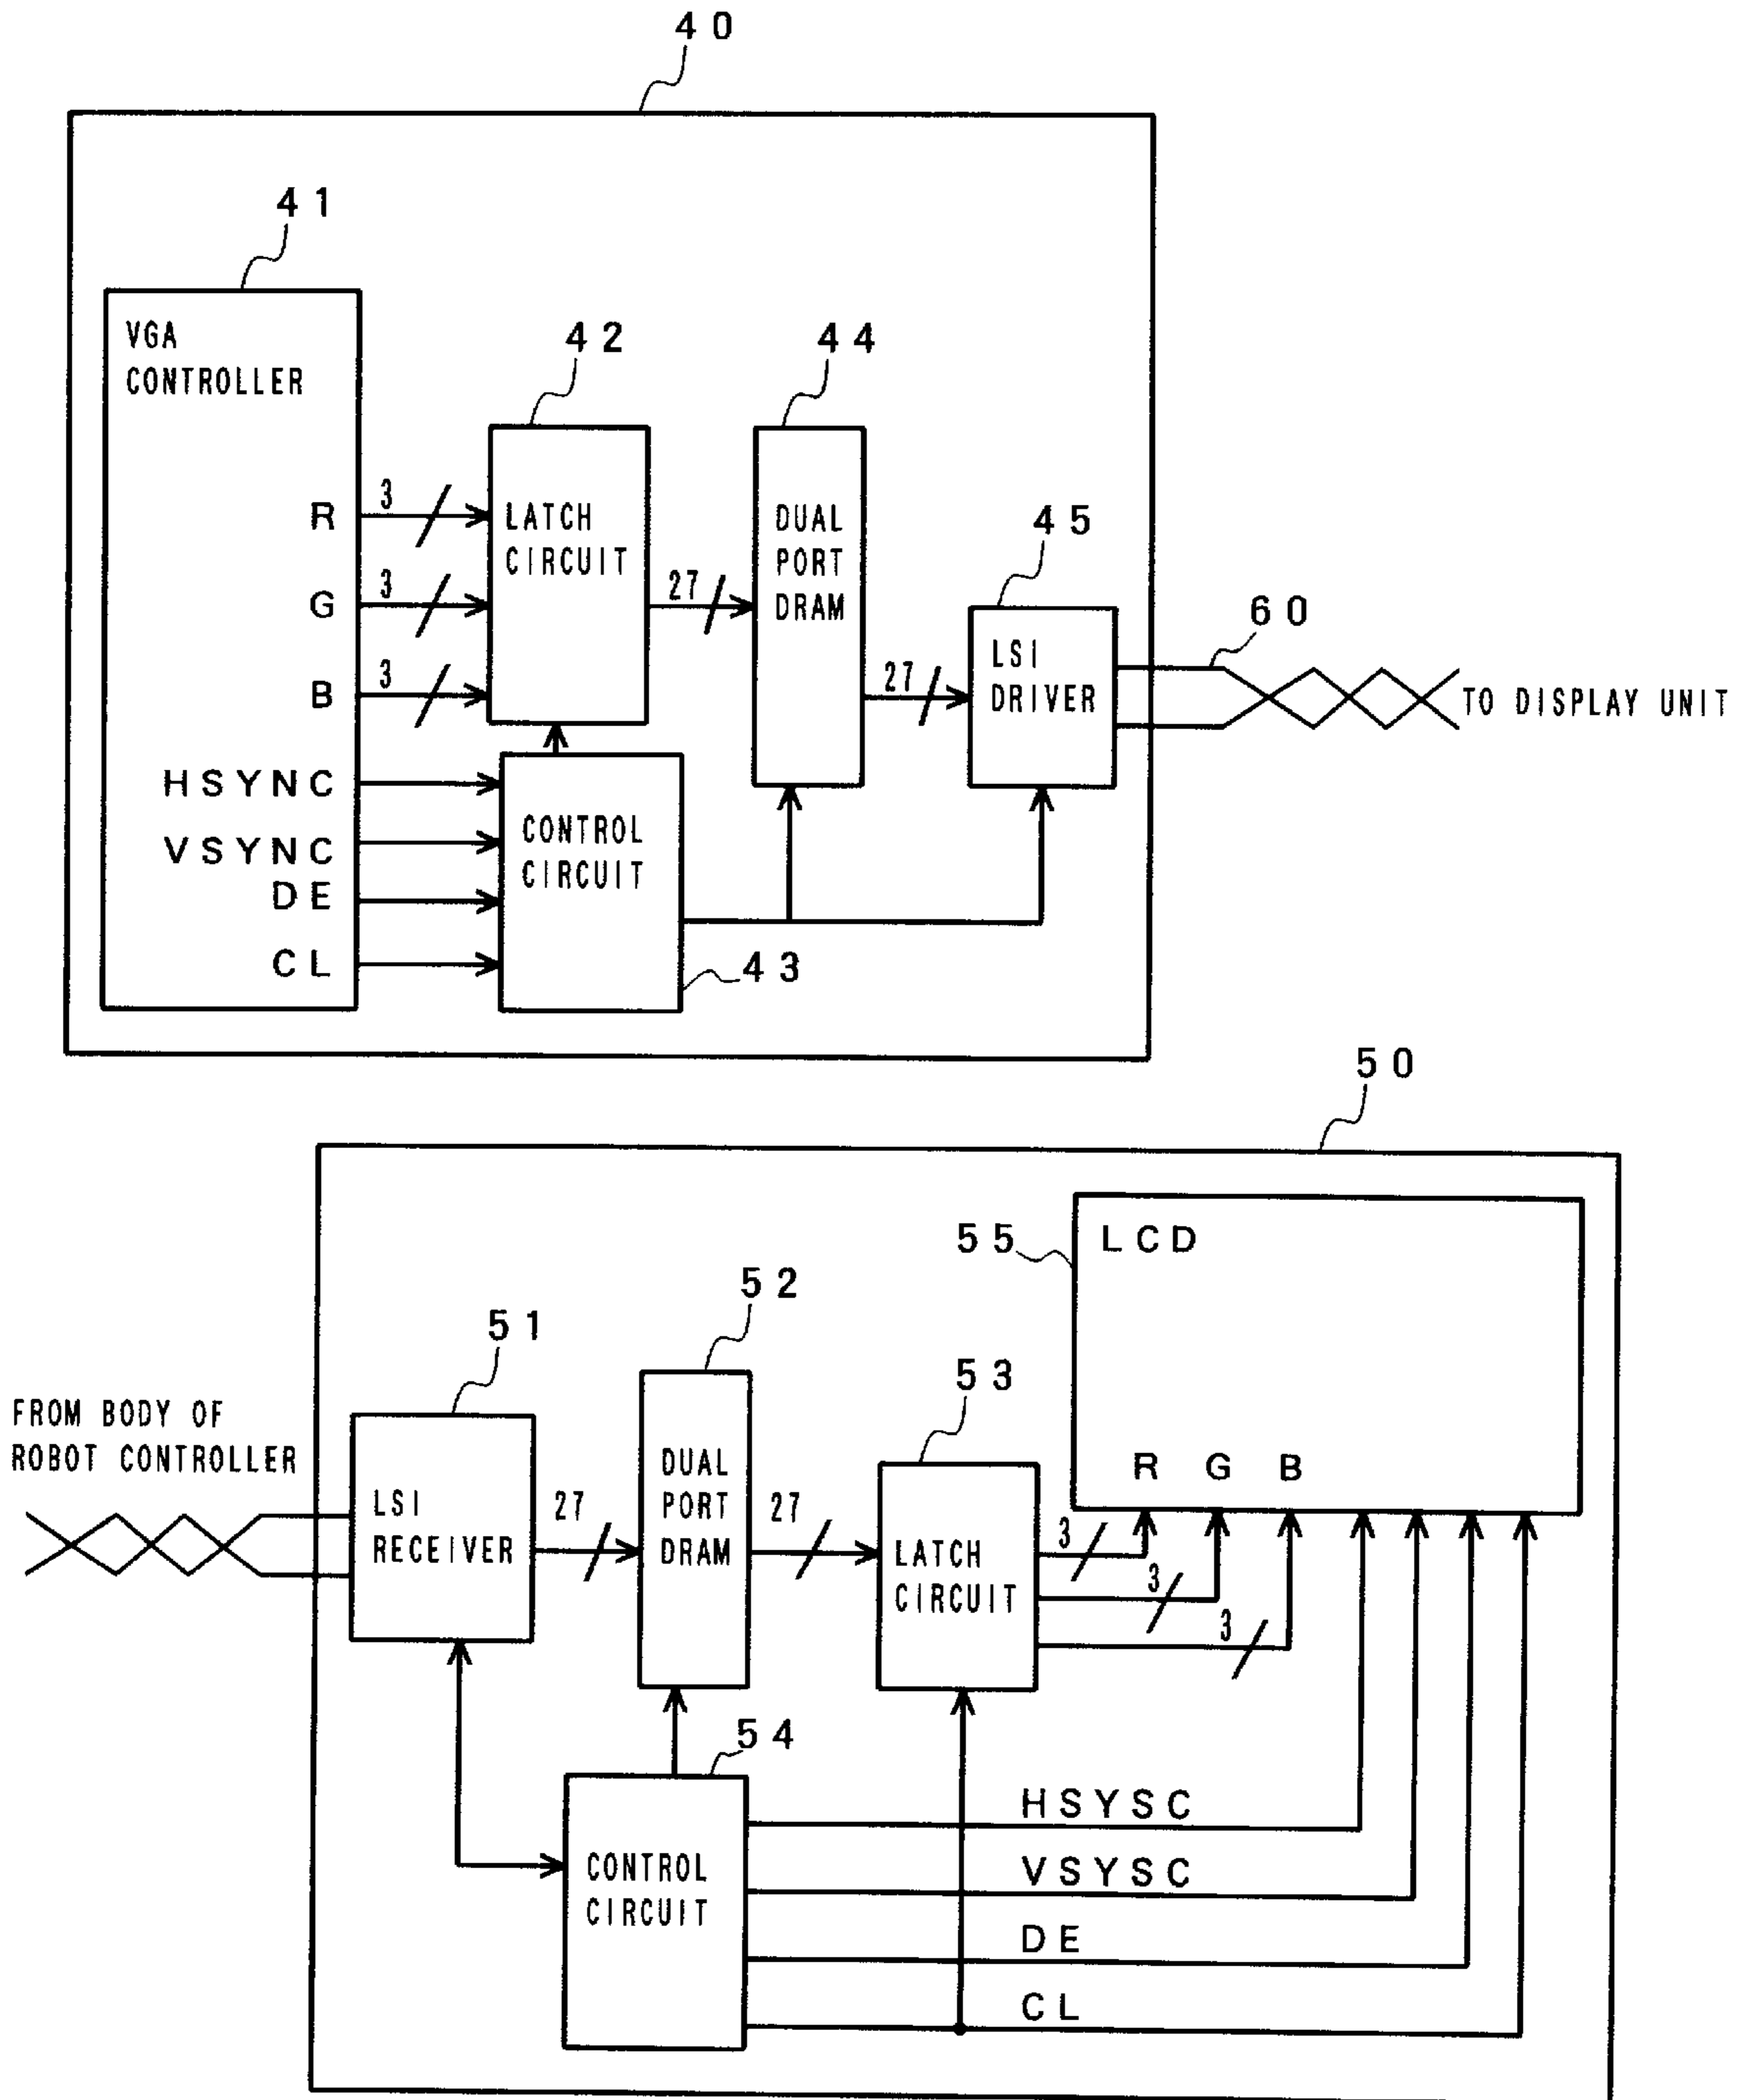 40
41
VGA
CONTROLLER
42
44
R
3
LATCH
CIRCUIT
DUAL
PORT
DRAM
45
G
3
27
60
B
3
27
LSI
DRIVER
TO DISPLAY UNIT
HSYNC
VSYNC
DE
CL
CONTROL
CIRCUIT
43
50
55
LCD
52
51
53
FROM BODY OF
ROBOT CONTROLLER
R G B
LSI
RECEIVER
27
DUAL
PORT
DRAM
27
LATCH
CIRCUIT
3
3
3
54
CONTROL
CIRCUIT
HSYSC
VSYSC
DE
CL